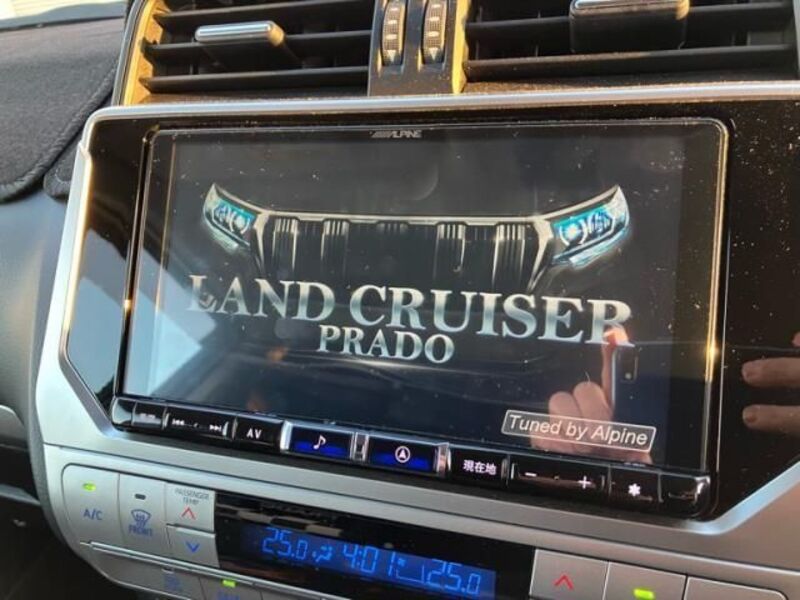 ALPINE
LAND CRUISER
PRADO
Tuned by Alpine
AV
現在地
− +
PASSENGER
TEMP
A/C
FRONT
25.0 4:01 25.0